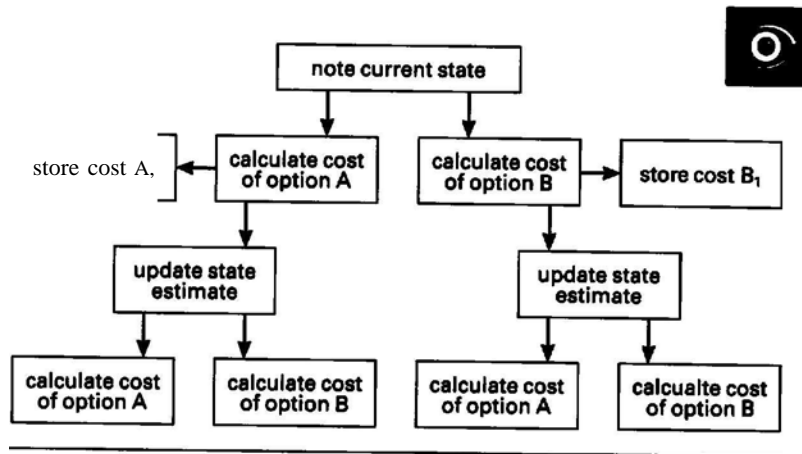 note current state
store cost A,
calculate cost
of option A
calculate cost
of option B
store cost B₁
update state
estimate
update state
estimate
calculate cost
of option A
calculate cost
of option B
calculate cost
of option A
calcualte cost
of option B